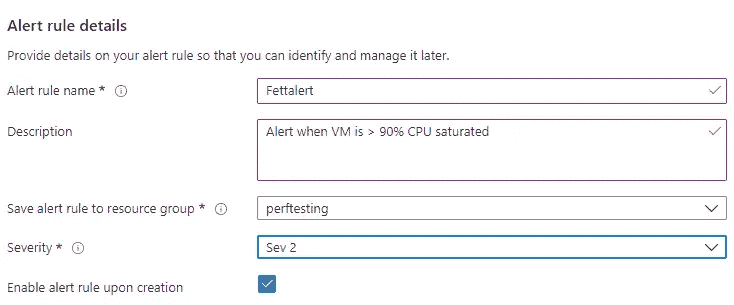 Alert rule details
Provide details on your alert rule so that you can identify and manage it later.
Alert rule name * Fettalert
Description Alert when VM is > 90% CPU saturated
Save alert rule to resource group * perftesting
Severity * Sev 2
Enable alert rule upon creation